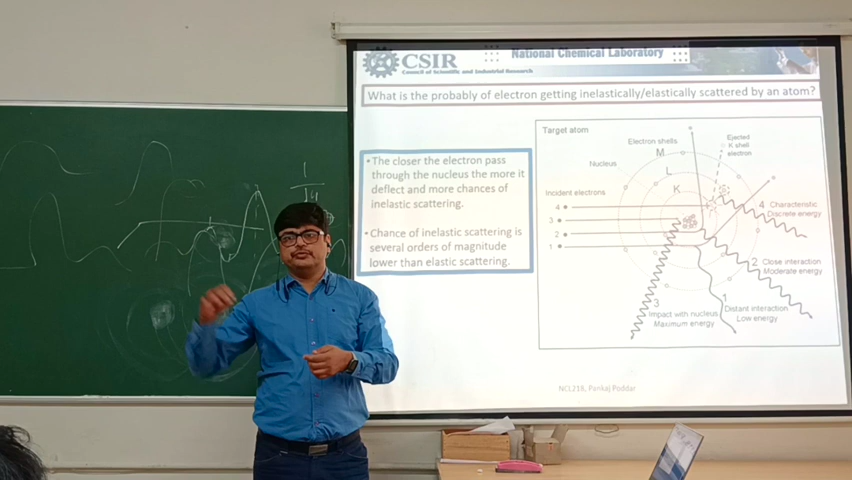 CSIR
Council of Scientific and Industrial Research
National Chemical Laboratory
What is the probably of electron getting inelastically/elastically scattered by an atom?
• The closer the electron pass
through the nucleus the more it
deflect and more chances of
inelastic scattering.
• Chance of inelastic scattering is
several orders of magnitude
lower than elastic scattering.
Target atom
Electron shells
M
L
K
Nucleus
Ejected
K shell
electron
Incident electrons
4
3
2
1
4 Characteristic
Discrete energy
2 Close interaction
Moderate energy
1
Distant interaction
Low energy
3
Impact with nucleus
Maximum energy
NCL218, Pankaj Poddar